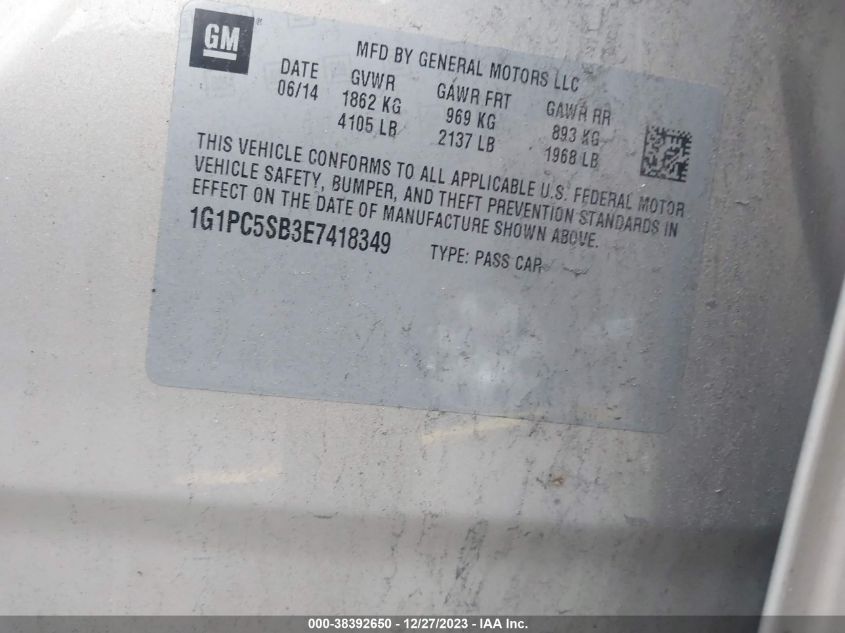 GM ®
MFD BY GENERAL MOTORS LLC
DATE GVWR GAWR FRT GAWR RR
06/14 1862 KG 969 KG 893 KG
4105 LB 2137 LB 1968 LB
THIS VEHICLE CONFORMS TO ALL APPLICABLE U.S. FEDERAL MOTOR
VEHICLE SAFETY, BUMPER, AND THEFT PREVENTION STANDARDS IN
EFFECT ON THE DATE OF MANUFACTURE SHOWN ABOVE.
1G1PC5SB3E7418349 TYPE: PASS CAR
000-38392650 - 12/27/2023 - IAA Inc.